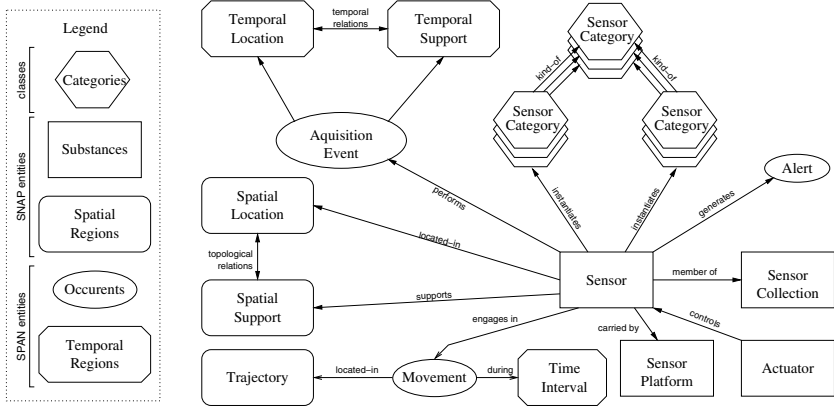 Legend
classes
Categories
SNAP entities
Substances
Spatial
Regions
SPAN entities
Occurents
Temporal
Regions
Temporal
Location
temporal
relations
Temporal
Support
Sensor
Category
kind-of
kind-of
Sensor
Category
Sensor
Category
Aquisition
Event
Alert
performs
instantiates
instantiates
generates
Spatial
Location
located-in
topological
relations
Spatial
Support
supports
Sensor
member of
Sensor
Collection
engages in
carried by
controls
Trajectory
located-in
Movement
during
Time
Interval
Sensor
Platform
Actuator